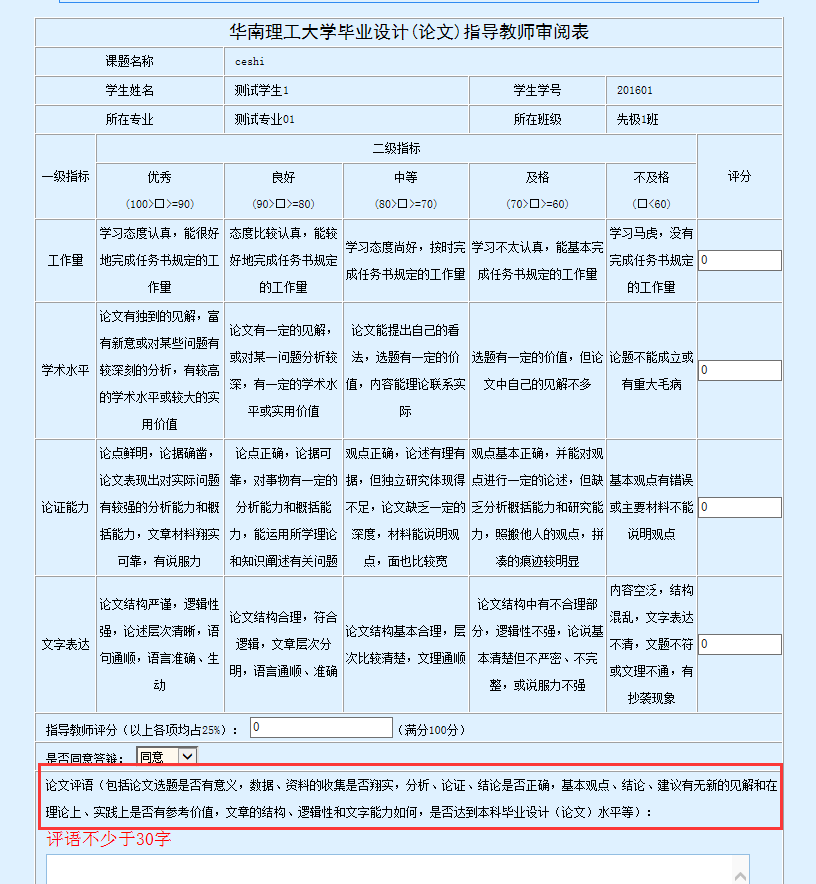 华南理工大学毕业设计(论文)指导教师审阅表
课题名称
ceshi
学生姓名
测试学生1
学生学号
201601
所在专业
测试专业01
所在班级
先极1班
一级指标
二级指标
评分
优秀
(100>口>=90)
良好
(90>口>=80)
中等
(80>口>=70)
及格
(70>口>=60)
不及格
(口<60)
工作量
学习态度认真，能很好
地完成任务书规定的工
作量
态度比较认真，能较
好地完成任务书规定
的工作量
学习态度尚好，按时完
成任务书规定的工作量
学习不太认真，能基本完
成任务书规定的工作量
学习马虎，没有
完成任务书规定
的工作量
0
学术水平
论文有独到的见解，富
有新意或对某些问题有
较深刻的分析，有较高
的学术水平或较大的实
用价值
论文有一定的见解，
或对某一问题分析较
深，有一定的学术水
平或实用价值
论文能提出自己的看
法，选题有一定的价
值，内容能理论联系实
际
选题有一定的价值，但论
文中自己的见解不多
论题不能成立或
有重大毛病
0
论证能力
论点鲜明，论据确凿，
论文表现出对实际问题
有较强的分析能力和概
括能力，文章材料翔实
可靠，有说服力
论点正确，论据可
靠，对事物有一定的
分析能力和概括能
力，能运用所学理论
和知识阐述有关问题
观点正确，论述有理有
据，但独立研究体现得
不足，论文缺乏一定的
深度，材料能说明观
点，面也比较宽
观点基本正确，并能对观
点进行一定的论述，但缺
乏分析概括能力和研究能
力，照搬他人的观点，拼
凑的痕迹较明显
基本观点有错误
或主要材料不能
说明观点
0
文字表达
论文结构严谨，逻辑性
强，论述层次清晰，语
句通顺，语言准确、生
动
论文结构合理，符合
逻辑，文章层次分
明，语言通顺、准确
论文结构基本合理，层
次比较清楚，文理通顺
论文结构中有不合理部
分，逻辑性不强，论说基
本清楚但不严密、不完
整，或说服力不强
内容空泛，结构
混乱，文字表达
不清，文题不符
或文理不通，有
抄袭现象
0
指导教师评分（以上各项均占25%）： 0 （满分100分）
是否同意答辩： 同意
论文评语（包括论文选题是否有意义，数据、资料的收集是否翔实，分析、论证、结论是否正确，基本观点、结论、建议有无新的见解和在
理论上、实践上是否有参考价值，文章的结构、逻辑性和文字能力如何，是否达到本科毕业设计（论文）水平等）：
评语不少于30字